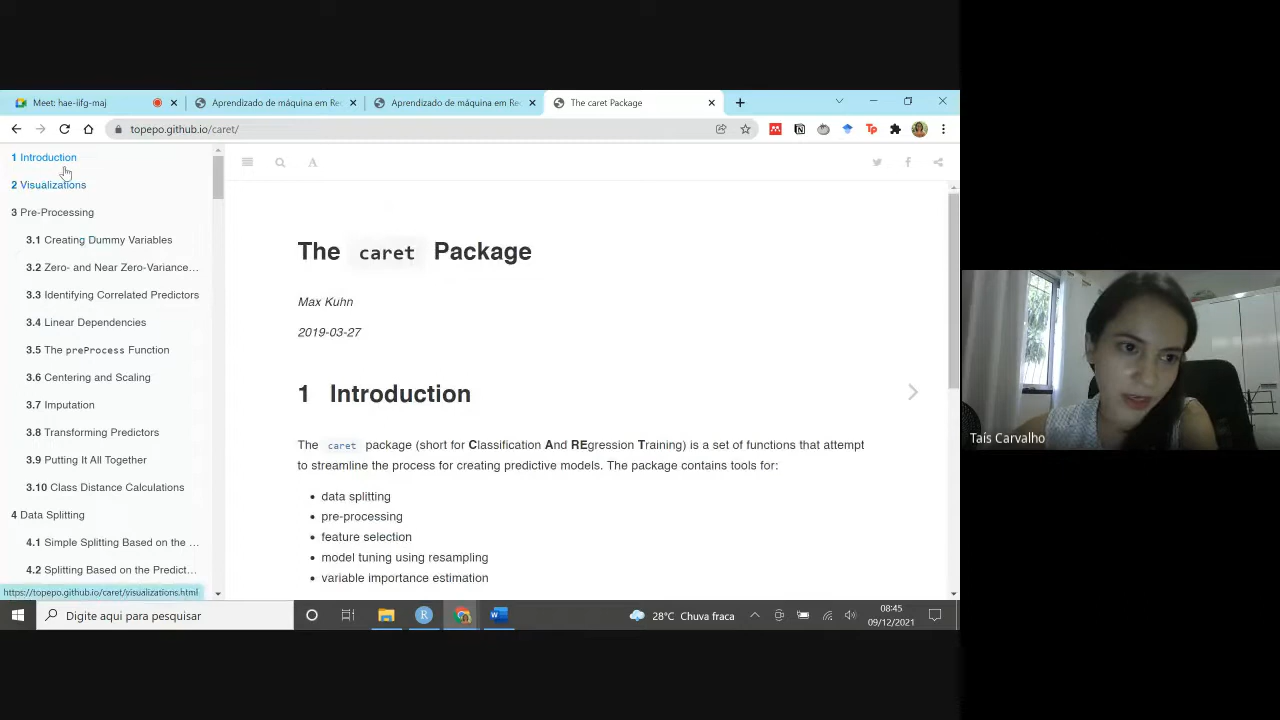 Meet: hae-iifg-maj
Aprendizado de máquina em Re
Aprendizado de máquina em Re
The caret Package
topepo.github.io/caret/
1 Introduction
2 Visualizations
3 Pre-Processing
3.1 Creating Dummy Variables
3.2 Zero- and Near Zero-Variance…
3.3 Identifying Correlated Predictors
3.4 Linear Dependencies
3.5 The preProcess Function
3.6 Centering and Scaling
3.7 Imputation
3.8 Transforming Predictors
3.9 Putting It All Together
3.10 Class Distance Calculations
4 Data Splitting
4.1 Simple Splitting Based on the …
4.2 Splitting Based on the Predict…
https://topepo.github.io/caret/visualizations.html
The caret Package
Max Kuhn
2019-03-27
1 Introduction
The caret package (short for Classification And REgression Training) is a set of functions that attempt
to streamline the process for creating predictive models. The package contains tools for:
• data splitting
• pre-processing
• feature selection
• model tuning using resampling
• variable importance estimation
Taís Carvalho
Digite aqui para pesquisar
28°C Chuva fraca
08:45
09/12/2021